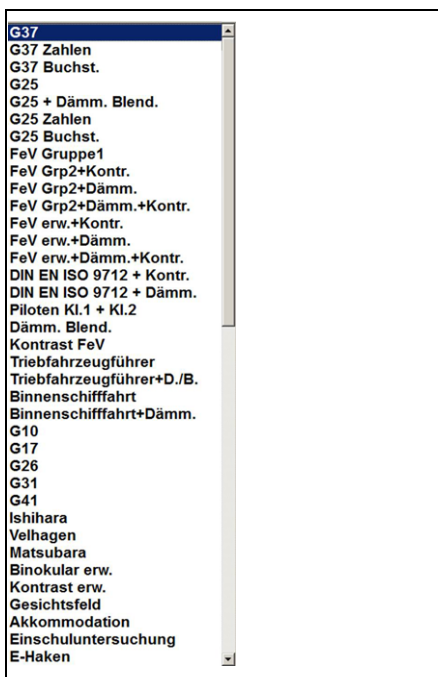 G37
G37 Zahlen
G37 Buchst.
G25
G25 + Dämm. Blend.
G25 Zahlen
G25 Buchst.
FeV Gruppe1
FeV Grp2+Kontr.
FeV Grp2+Dämm.
FeV Grp2+Dämm.+Kontr.
FeV erw.+Kontr.
FeV erw.+Dämm.
FeV erw.+Dämm.+Kontr.
DIN EN ISO 9712 + Kontr.
DIN EN ISO 9712 + Dämm.
Piloten Kl.1 + Kl.2
Dämm. Blend.
Kontrast FeV
Triebfahrzeugführer
Triebfahrzeugführer+D./B.
Binnenschifffahrt
Binnenschifffahrt+Dämm.
G10
G17
G26
G31
G41
Ishihara
Velhagen
Matsubara
Binokular erw.
Kontrast erw.
Gesichtsfeld
Akkommodation
Einschuluntersuchung
E-Haken